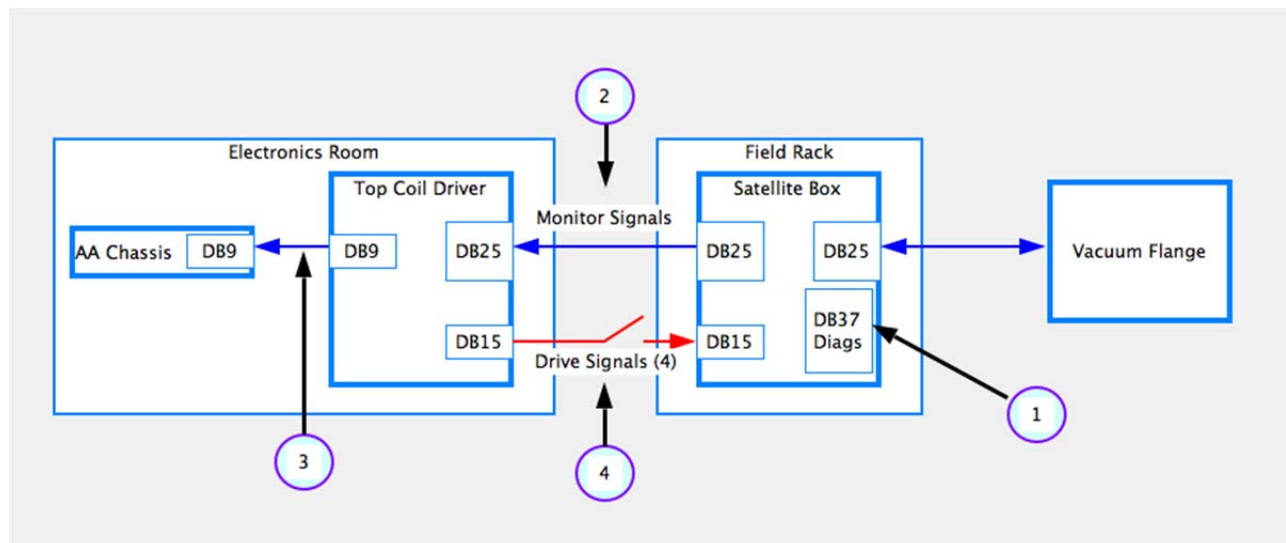 2
Electronics Room
Field Rack
Top Coil Driver
Satellite Box
Monitor Signals
AA Chassis
DB9
DB9
DB25
DB25
DB25
Vacuum Flange
DB15
DB15
DB37
Diags
Drive Signals (4)
1
3
4